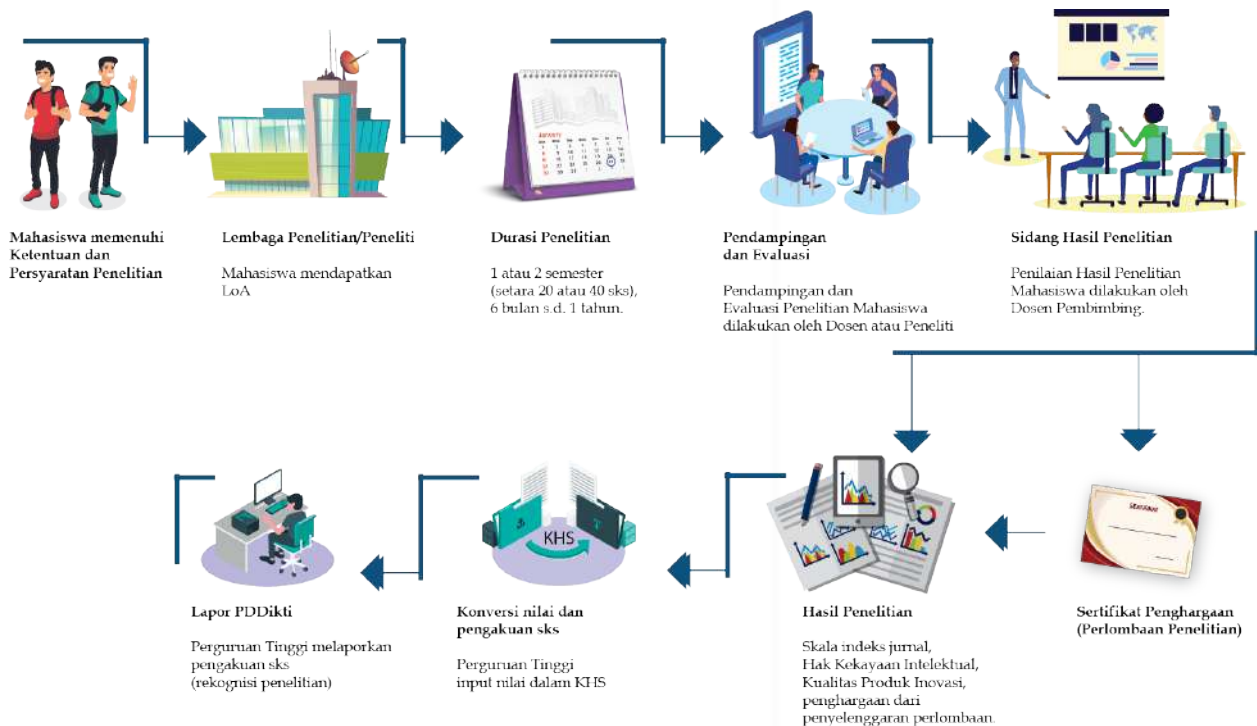 Mahasiswa memenuhi
Ketentuan dan
Persyaratan Penelitian
Lembaga Penelitian/Peneliti
Mahasiswa mendapatkan
LoA
Durasi Penelitian
1 atau 2 semester
(setara 20 atau 40 sks),
6 bulan s.d. 1 tahun.
Pendampingan
dan Evaluasi
Pendampingan dan
Evaluasi Penelitian Mahasiswa
dilakukan oleh Dosen atau Peneliti
Sidang Hasil Penelitian
Penilaian Hasil Penelitian
Mahasiswa dilakukan oleh
Dosen Pembimbing.
Lapor PDDikti
Perguruan Tinggi melaporkan
pengakuan sks
(rekognisi penelitian)
KHS
Konversi nilai dan
pengakuan sks
Perguruan Tinggi
input nilai dalam KHS
Hasil Penelitian
Skala indeks jurnal,
Hak Kekayaan Intelektual,
Kualitas Produk Inovasi,
penghargaan dari
penyelenggaran perlombaan.
Sertifikat Penghargaan
(Perlombaan Penelitian)